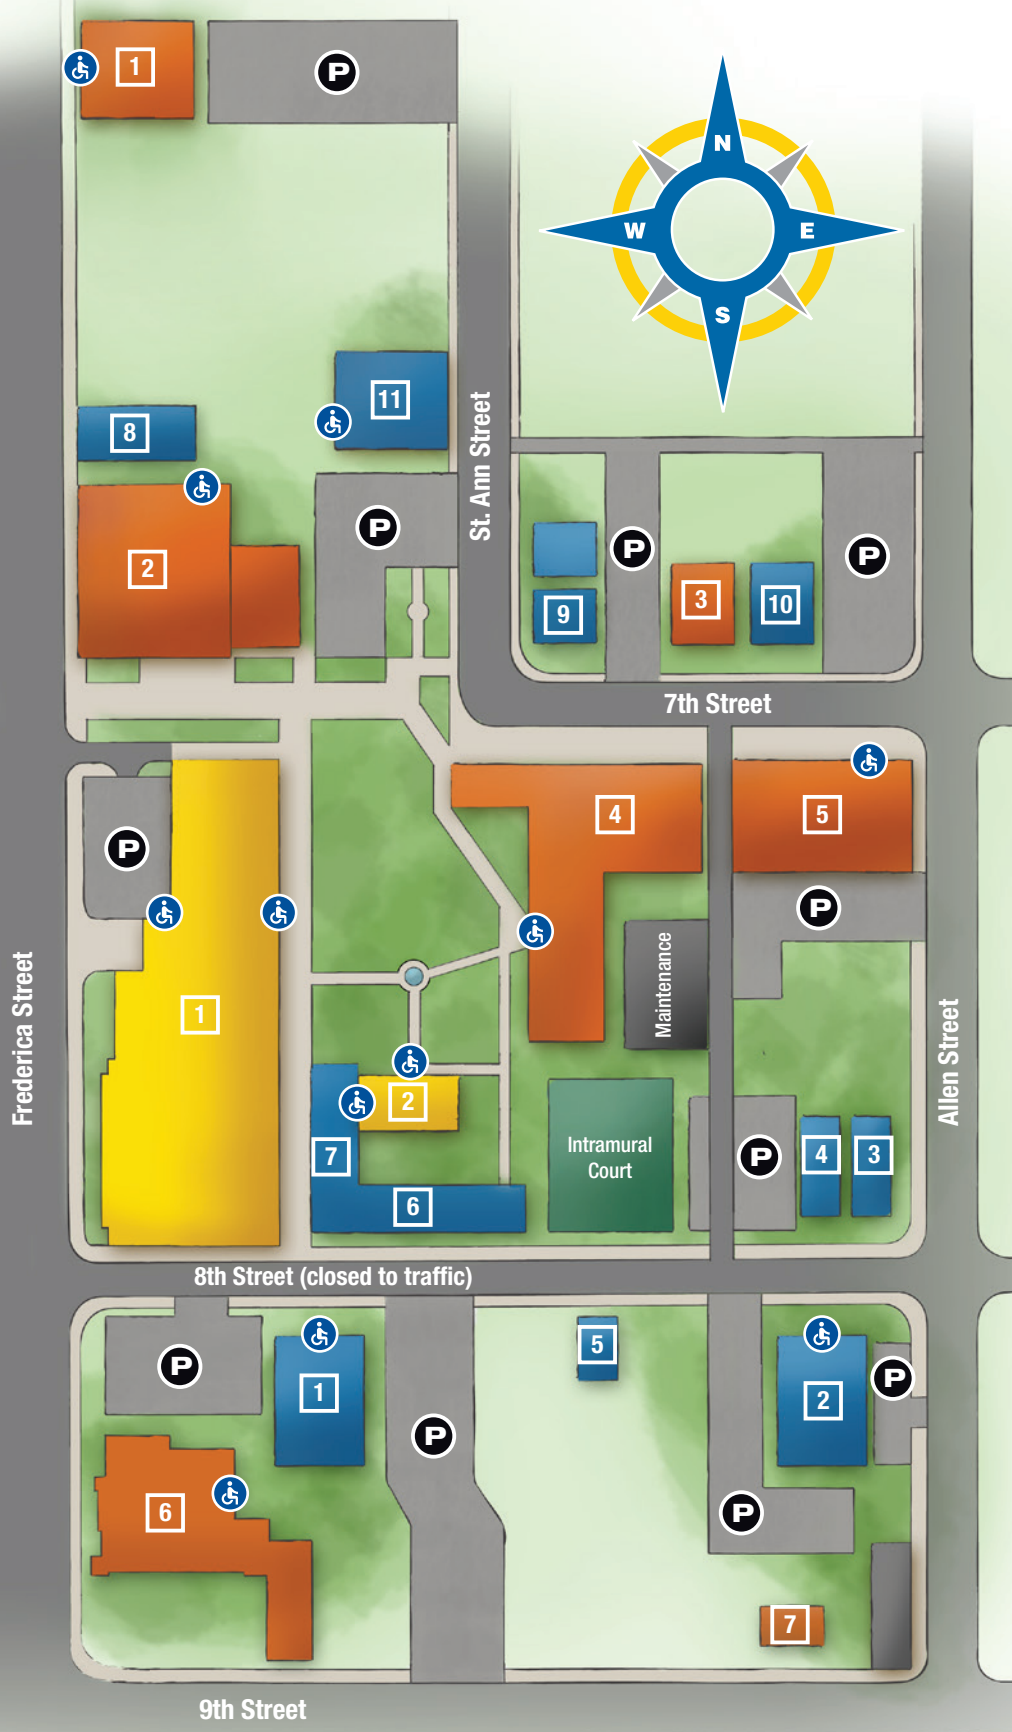 1
P
N
W
E
S
11
8
St. Ann Street
P
2
P
P
9
3
10
7th Street
4
5
P
P
Maintenance
1
Frederica Street
Allen Street
2
7
Intramural
Court
P
4
3
6
8th Street (closed to traffic)
P
1
5
2
P
P
6
P
7
9th Street